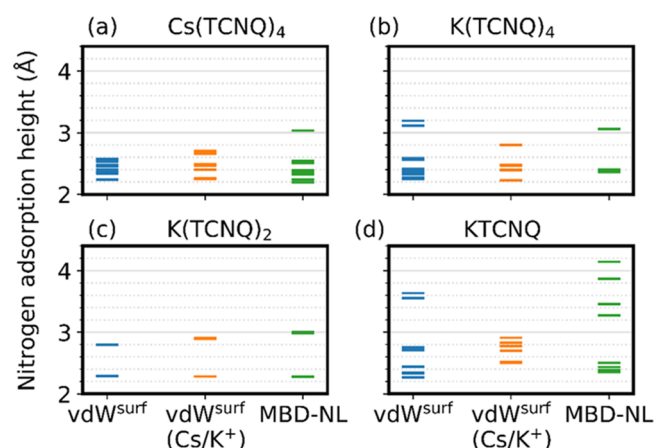 (a) Cs(TCNQ)₄ (b) K(TCNQ)₄
4
3
2
(c) K(TCNQ)₂ (d) KTCNQ
4
3
2
Nitrogen adsorption height (Å)
vdWˢᵘʳᶠ vdWˢᵘʳᶠ MBD-NL vdWˢᵘʳᶠ vdWˢᵘʳᶠ MBD-NL
(Cs/K⁺) (Cs/K⁺)